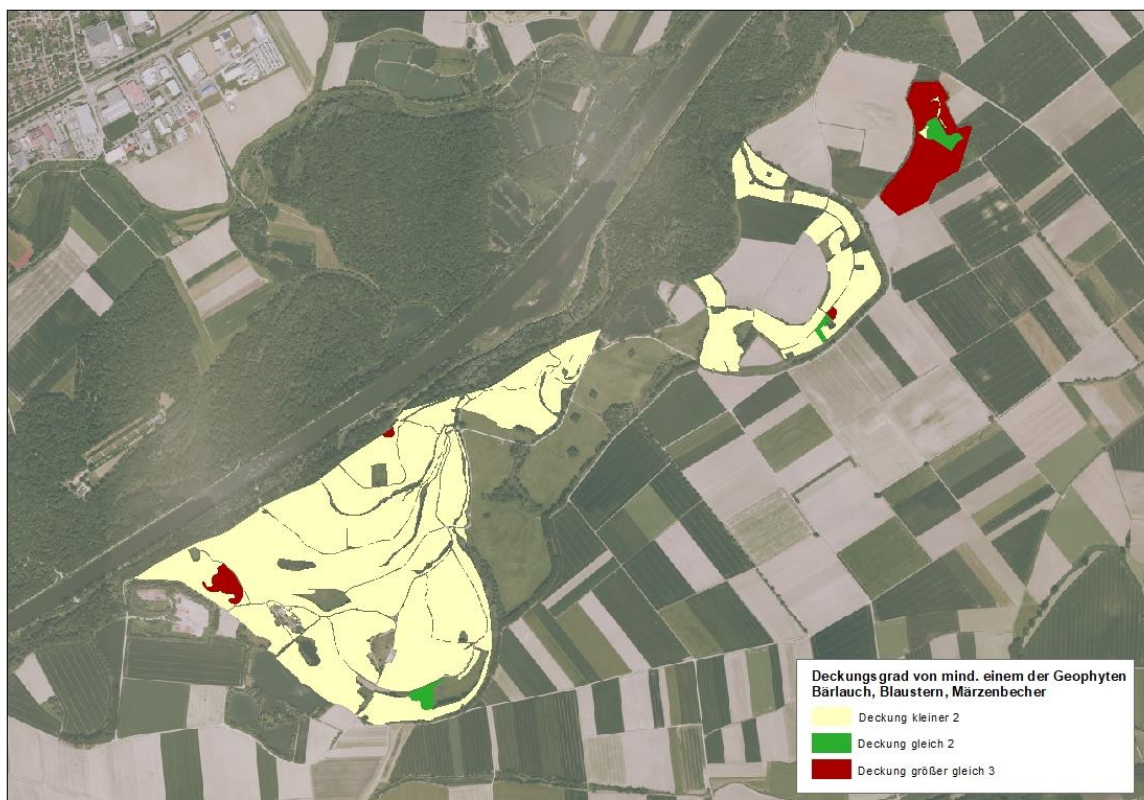 Deckungsgrad von mind. einem der Geophyten
Bärlauch, Blaustern, Märzenbecher
Deckung kleiner 2
Deckung gleich 2
Deckung größer gleich 3